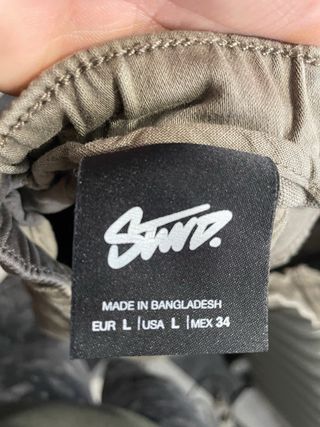 STWD.
MADE IN BANGLADESH
EUR L | USA L | MEX 34